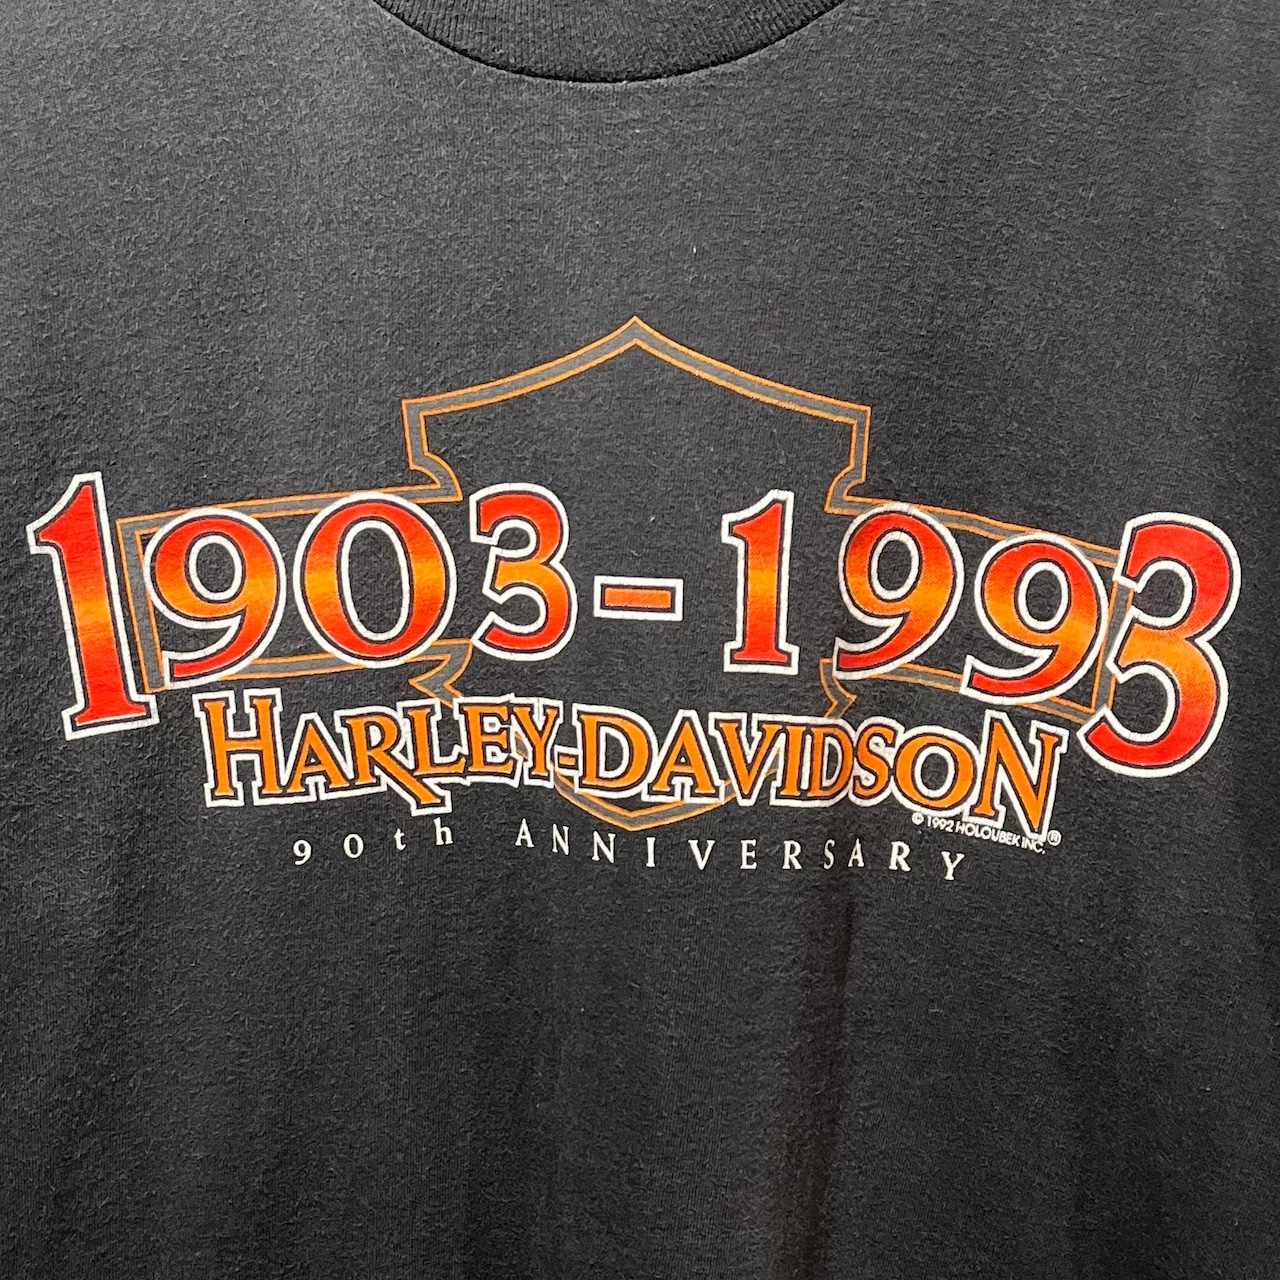 1903-1993
HARLEY-DAVIDSON®
© 1992 HOLOUBEK INC.
90th ANNIVERSARY